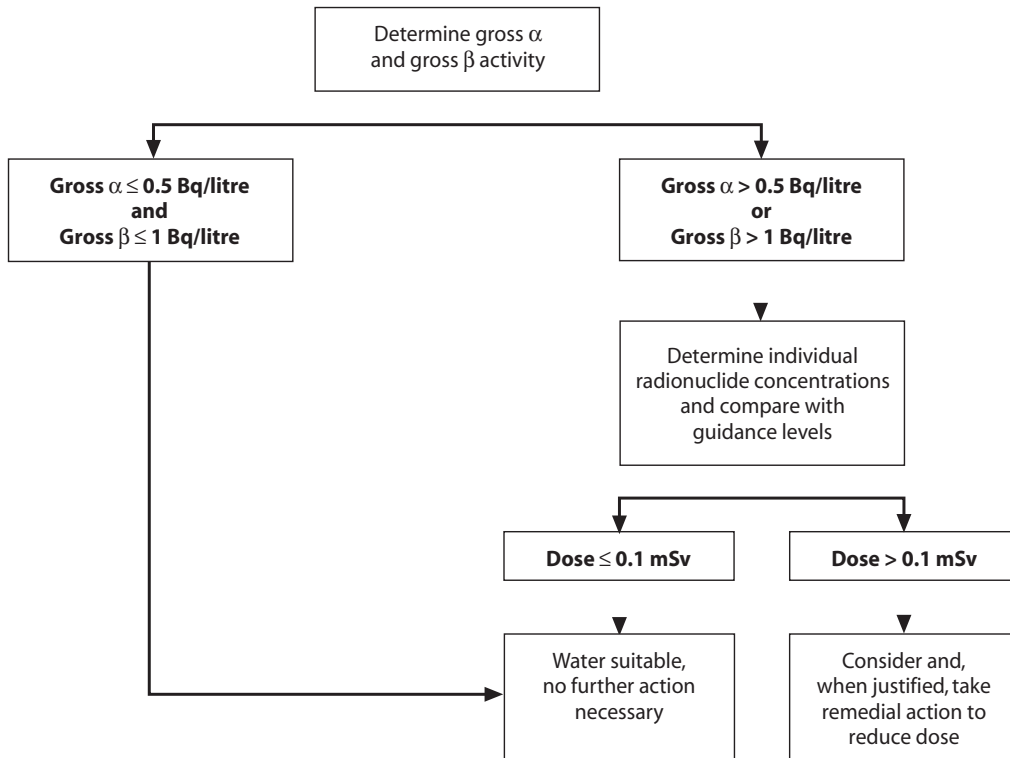 Determine gross α
and gross β activity
Gross α ≤ 0.5 Bq/litre
and
Gross β ≤ 1 Bq/litre
Gross α > 0.5 Bq/litre
or
Gross β > 1 Bq/litre
Determine individual
radionuclide concentrations
and compare with
guidance levels
Dose ≤ 0.1 mSv
Dose > 0.1 mSv
Water suitable,
no further action
necessary
Consider and,
when justified, take
remedial action to
reduce dose